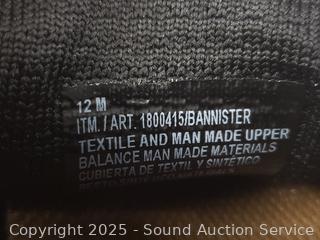 12 M
ITM. / ART. 1800415/BANNISTER
TEXTILE AND MAN MADE UPPER
BALANCE MAN MADE MATERIALS
CUBIERTA DE TEXTIL Y SINTÉTICO
Copyright © 2025 - Sound Auction Service